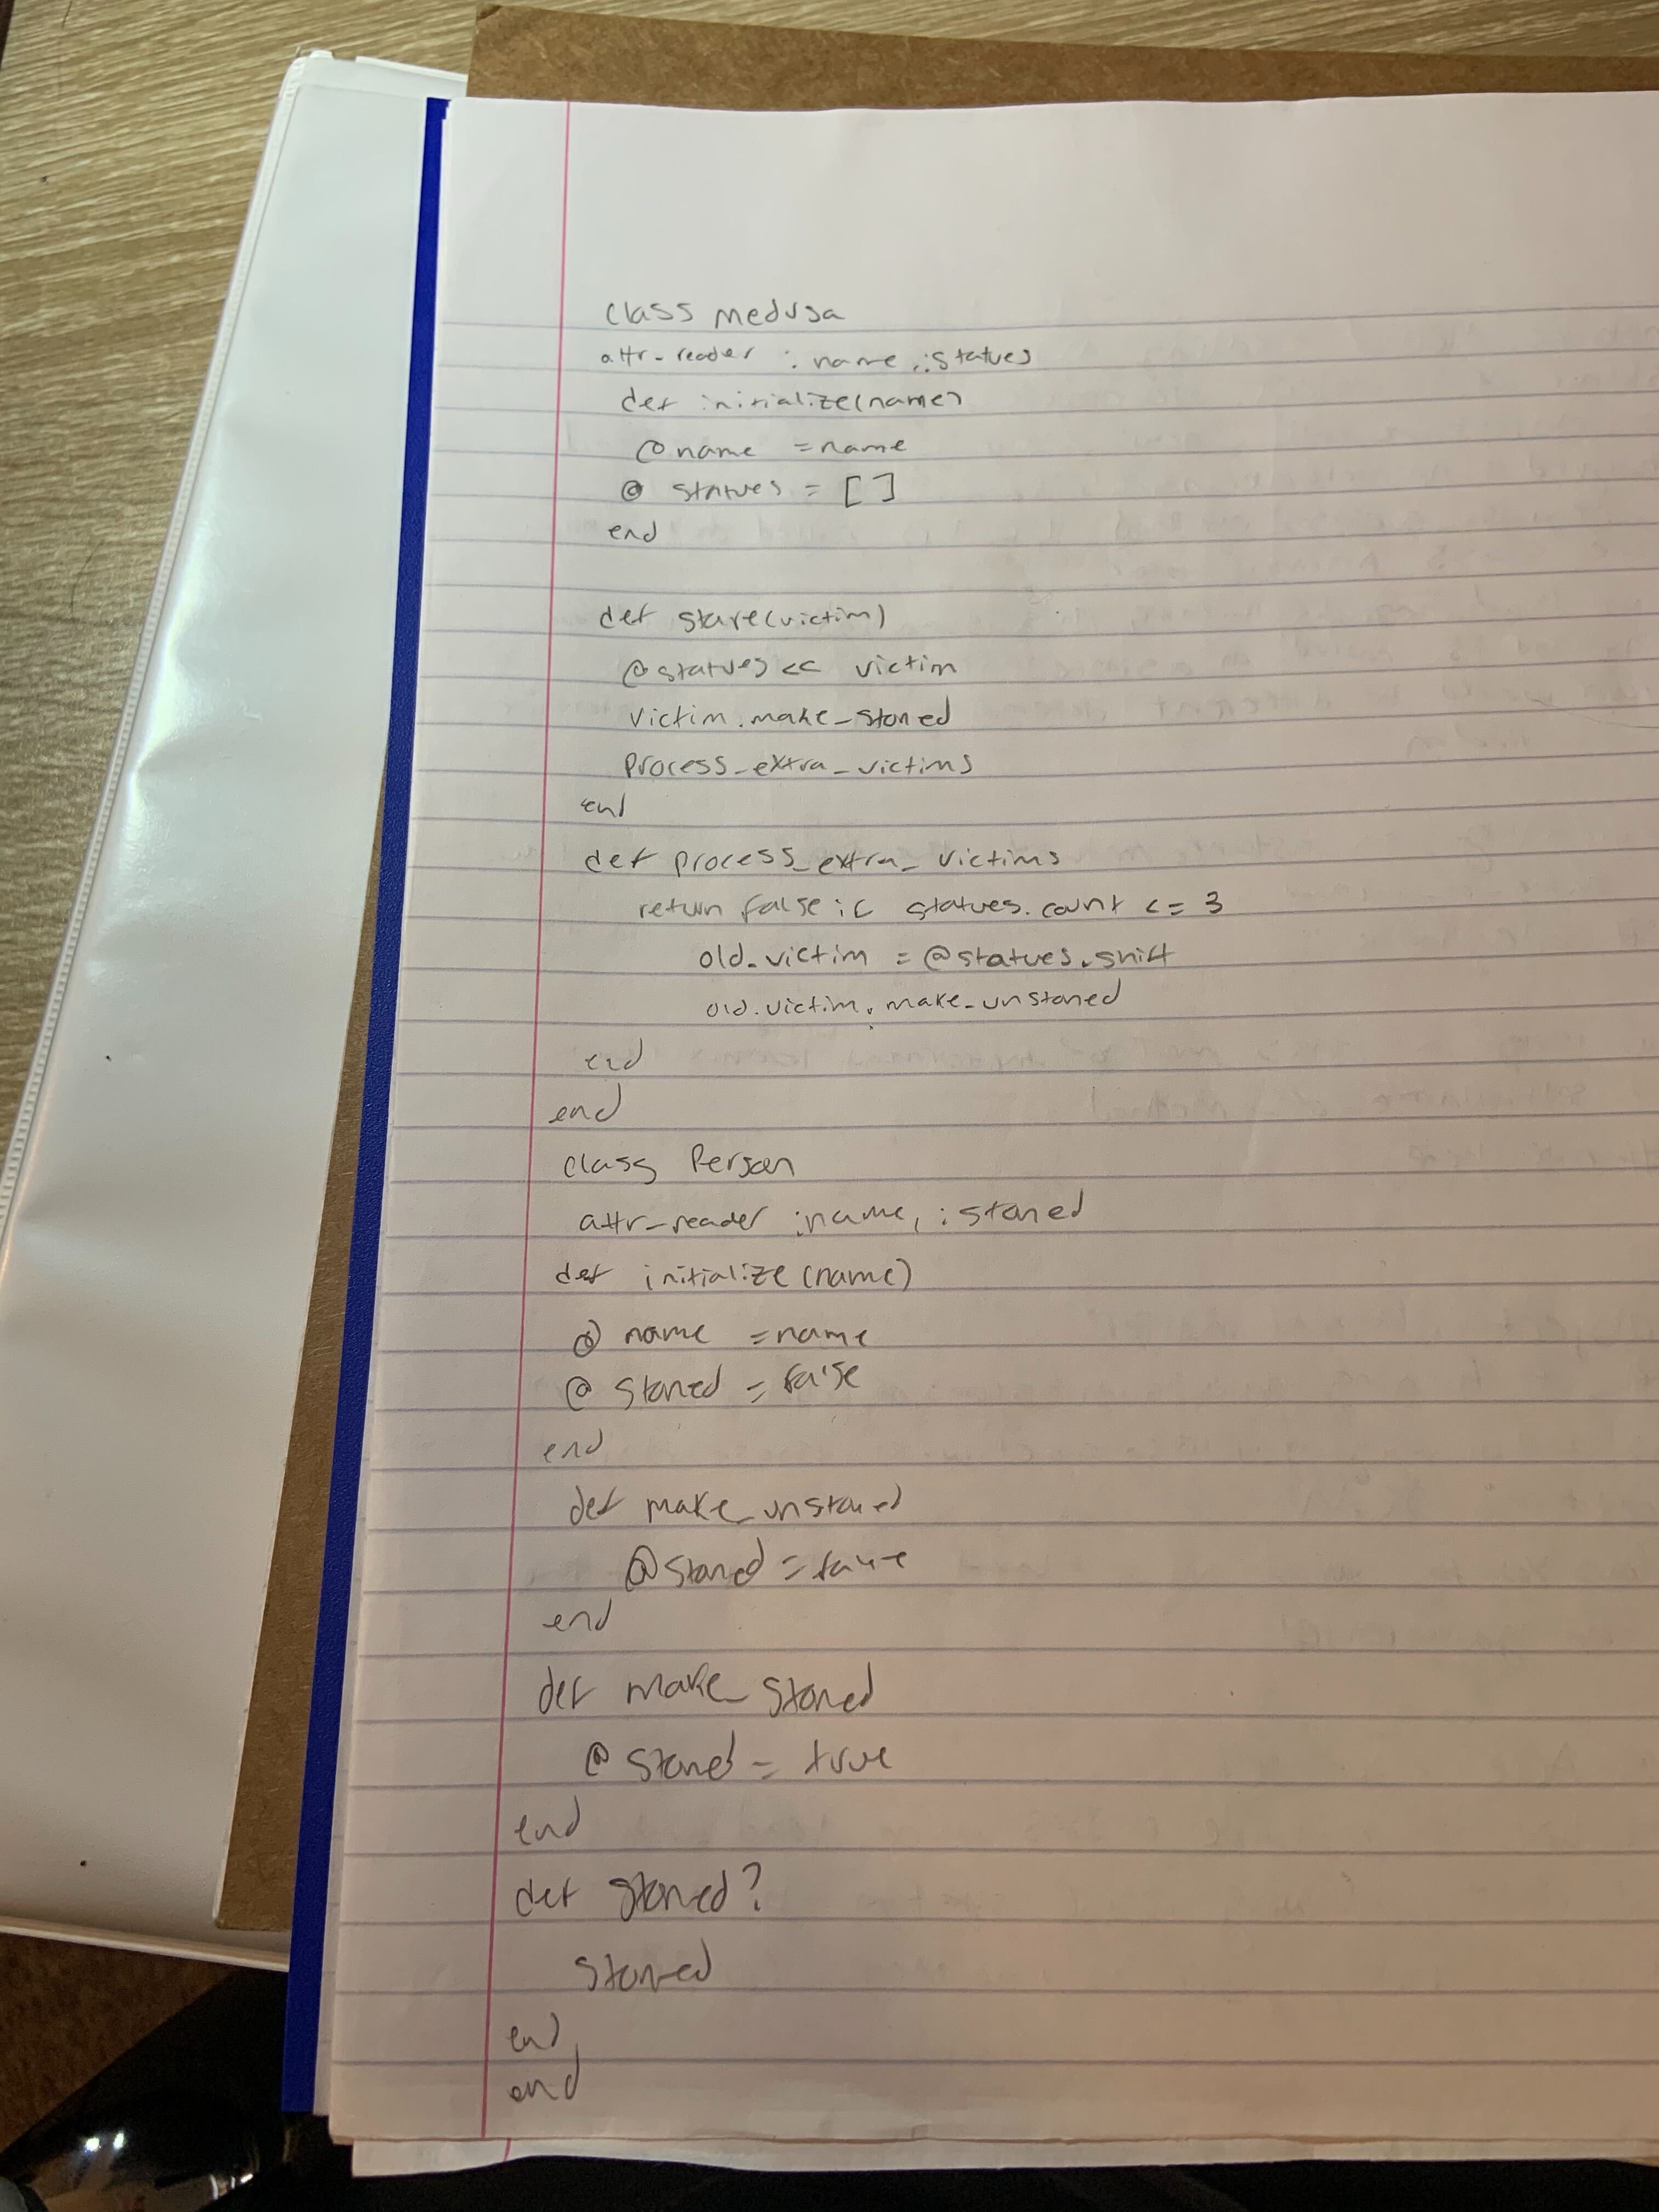 class medusa
attr_reader :name, :statues
def initialize(name)
@name = name
@statues = []
end
def stare(victim)
@statues << victim
victim.make_stoned
process_extra_victims
end
def process_extra_victims
return false if statues.count <= 3
old_victim = @statues.shift
old.victim.make_unstoned
end
end
class Person
attr_reader :name, :stoned
def initialize (name)
@name = name
@stoned = false
end
def make_unstoned
@stoned = false
end
def make_stoned
@stoned = true
end
def stoned?
stoned
end
end